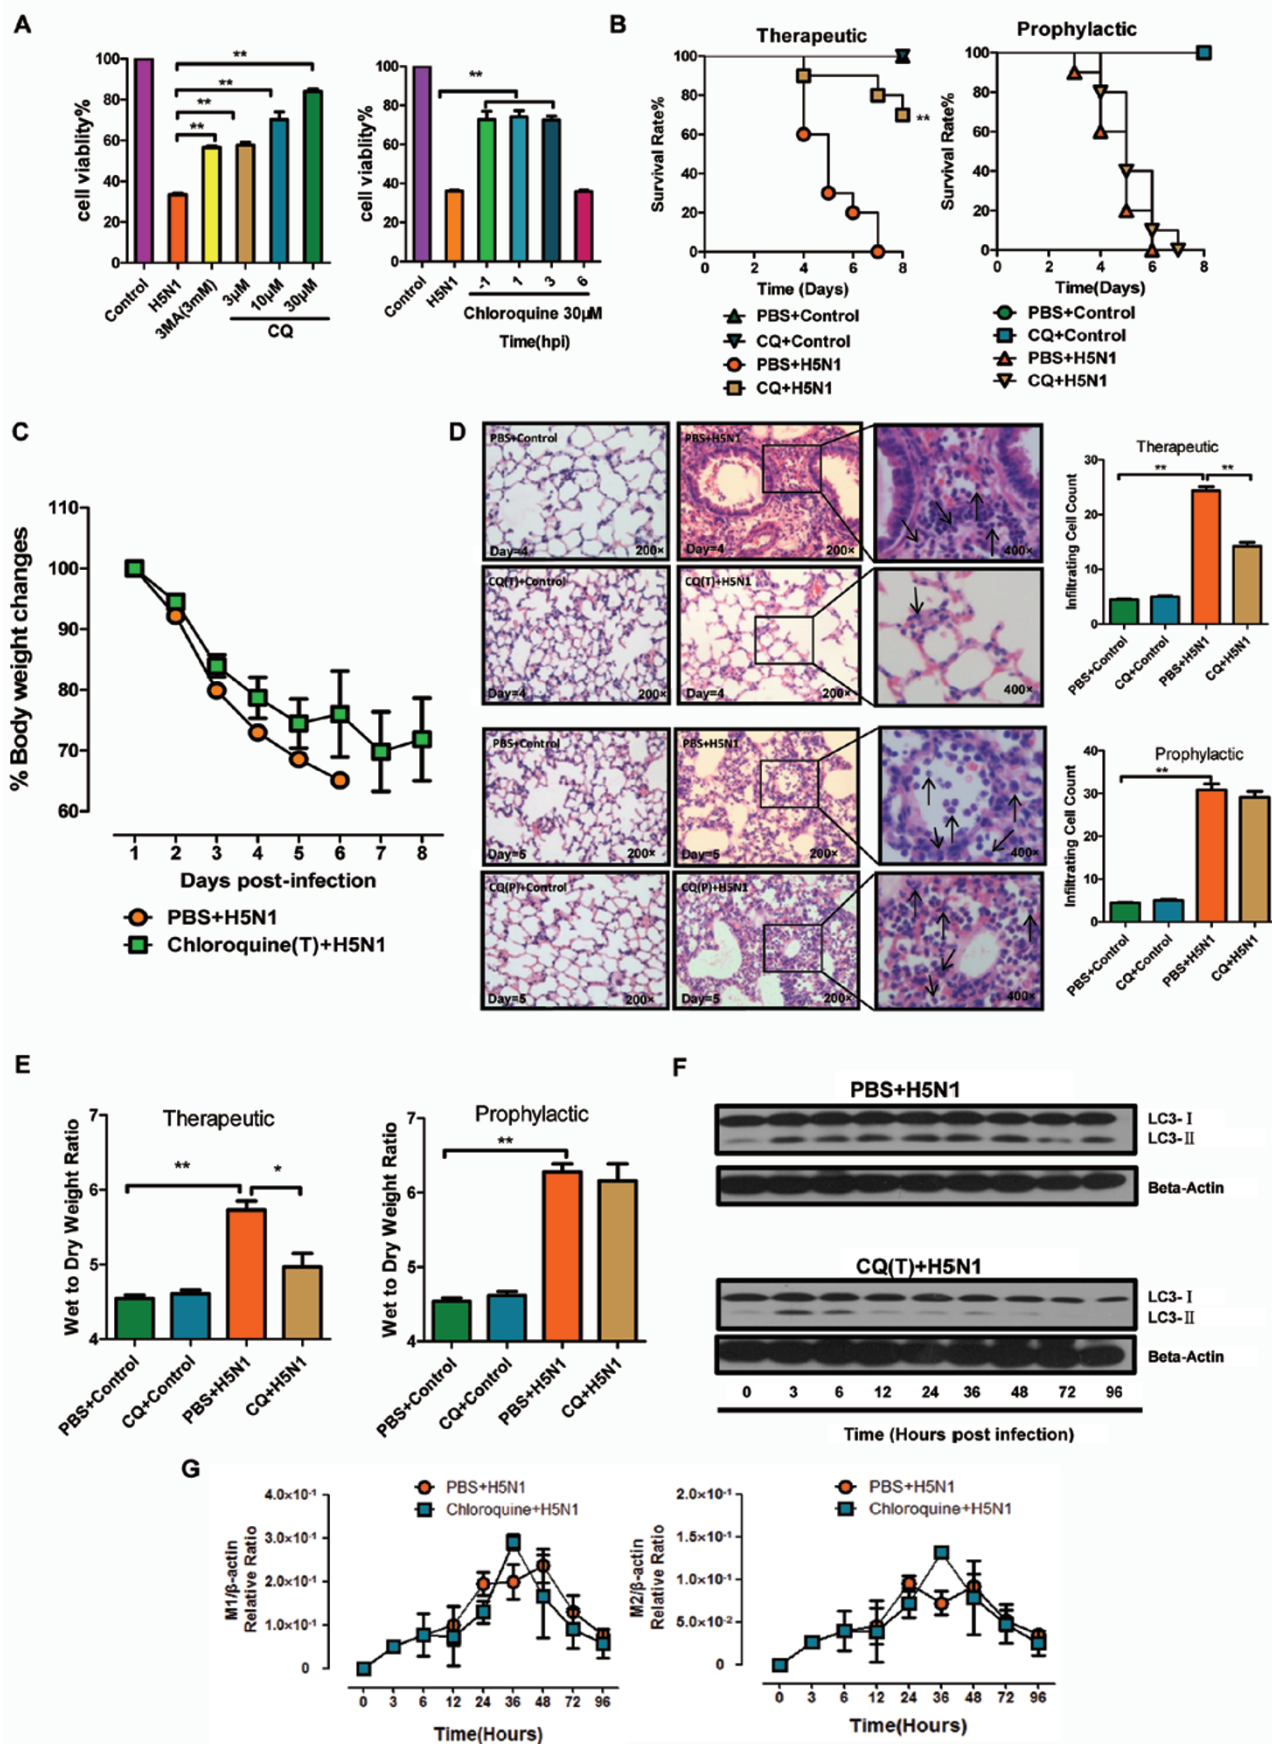 A
100
80
60
40
20
0
cell viablity%
**
**
**
**
Control
H5N1
3MA(3mM)
3μM
10μM
30μM
CQ
100
80
60
40
20
0
cell viablity%
**
Control
H5N1
-1
1
3
6
Chloroquine 30μM
Time(hpi)
B
Therapeutic
100
80
60
40
20
0
Survival Rate%
**
0
2
4
6
8
Time (Days)
PBS+Control
CQ+Control
PBS+H5N1
CQ+H5N1
Prophylactic
100
80
60
40
20
0
Survival Rate%
0
2
4
6
8
Time(Days)
PBS+Control
CQ+Control
PBS+H5N1
CQ+H5N1
C
110
100
90
80
70
60
% Body weight changes
1 2 3 4 5 6 7 8
Days post-infection
PBS+H5N1
Chloroquine(T)+H5N1
D
PBS+Control
Day=4 200×
PBS+H5N1
Day=4 200×
400×
CQ(T)+Control
Day=4 200×
CQ(T)+H5N1
Day=4 200×
400×
PBS+Control
Day=5 200×
PBS+H5N1
Day=5 200×
400×
CQ(P)+Control
Day=5 200×
CQ(P)+H5N1
Day=5 200×
400×
Therapeutic
30
20
10
0
Infiltrating Cell Count
**
**
PBS+Control
CQ+Control
PBS+H5N1
CQ+H5N1
Prophylactic
40
30
20
10
0
Infiltrating Cell Count
**
PBS+Control
CQ+Control
PBS+H5N1
CQ+H5N1
E
Therapeutic
7
6
5
4
Wet to Dry Weight Ratio
**
*
PBS+Control
CQ+Control
PBS+H5N1
CQ+H5N1
Prophylactic
7
6
5
4
Wet to Dry Weight Ratio
**
PBS+Control
CQ+Control
PBS+H5N1
CQ+H5N1
F
PBS+H5N1
LC3-Ⅰ
LC3-Ⅱ
Beta-Actin
CQ(T)+H5N1
LC3-Ⅰ
LC3-Ⅱ
Beta-Actin
0 3 6 12 24 36 48 72 96
Time (Hours post infection)
G
PBS+H5N1
Chloroquine+H5N1
4.0×10⁻¹
3.0×10⁻¹
2.0×10⁻¹
1.0×10⁻¹
0
M1/β-actin
Relative Ratio
0 3 6 12 24 36 48 72 96
Time(Hours)
PBS+H5N1
Chloroquine+H5N1
2.0×10⁻¹
1.5×10⁻¹
1.0×10⁻¹
5.0×10⁻²
0
M2/β-actin
Relative Ratio
0 3 6 12 24 36 48 72 96
Time(Hours)